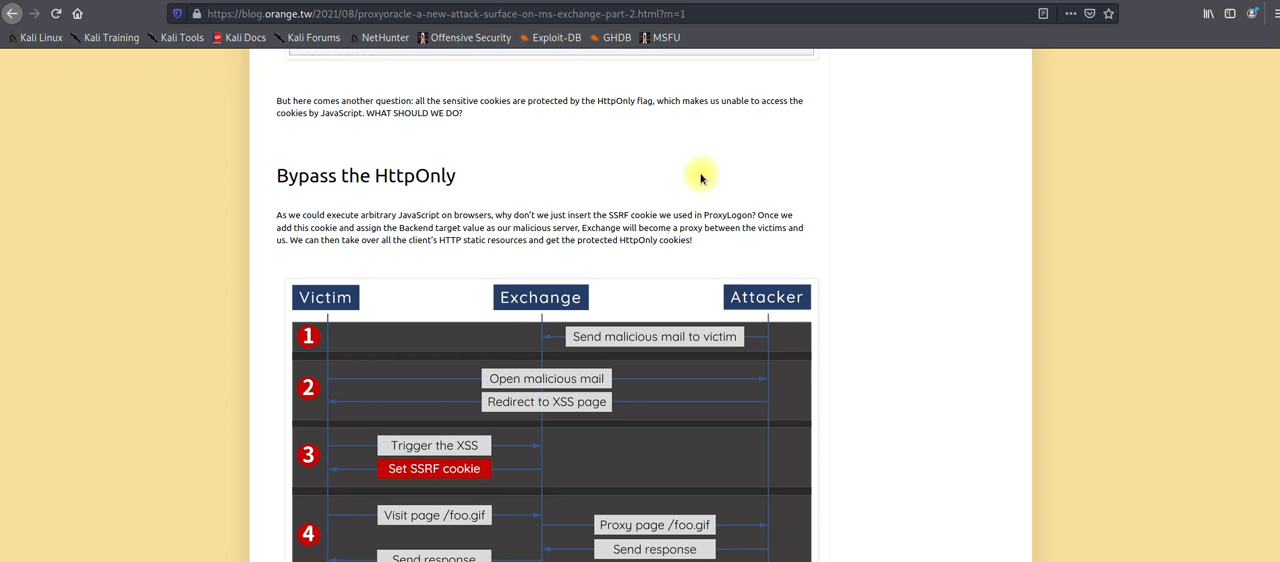 https://blog.orange.tw/2021/08/proxyoracle-a-new-attack-surface-on-ms-exchange-part-2.html?m=1
Kali Linux Kali Training Kali Tools Kali Docs Kali Forums NetHunter Offensive Security Exploit-DB GHDB MSFU
But here comes another question: all the sensitive cookies are protected by the HttpOnly flag, which makes us unable to access the
cookies by JavaScript. WHAT SHOULD WE DO?
Bypass the HttpOnly
As we could execute arbitrary JavaScript on browsers, why don't we just insert the SSRF cookie we used in ProxyLogon? Once we
add this cookie and assign the Backend target value as our malicious server, Exchange will become a proxy between the victims and
us. We can then take over all the client's HTTP static resources and get the protected HttpOnly cookies!
Victim Exchange Attacker
1 Send malicious mail to victim
2 Open malicious mail
Redirect to XSS page
3 Trigger the XSS
Set SSRF cookie
4 Visit page /foo.gif
Proxy page /foo.gif
Send response
Send response